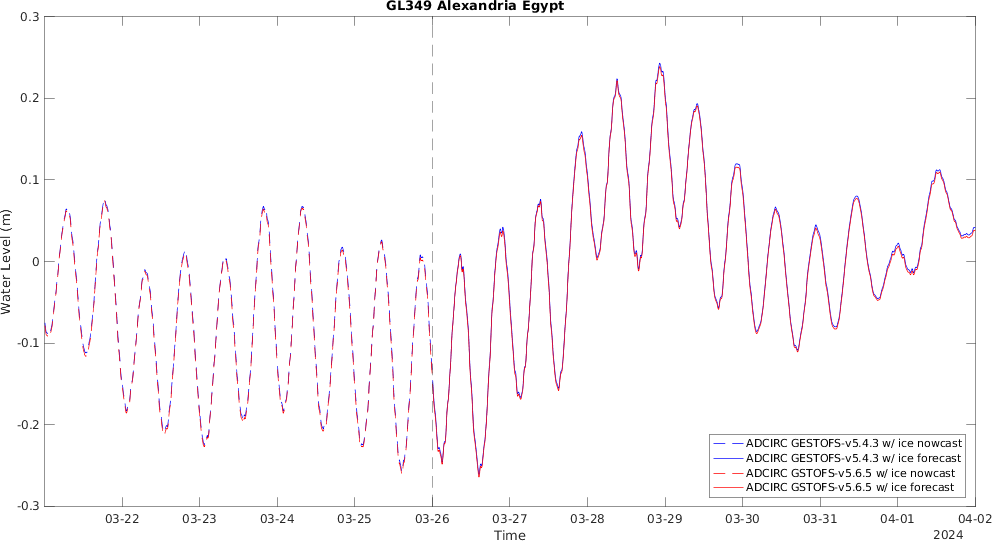 GL349 Alexandria Egypt
0.3
0.2
0.1
0
-0.1
-0.2
-0.3
Water Level (m)
ADCIRC GESTOFS-v5.4.3 w/ ice nowcast
ADCIRC GESTOFS-v5.4.3 w/ ice forecast
ADCIRC GSTOFS-v5.6.5 w/ ice nowcast
ADCIRC GSTOFS-v5.6.5 w/ ice forecast
03-22 03-23 03-24 03-25 03-26 03-27 03-28 03-29 03-30 03-31 04-01 04-02
Time
2024